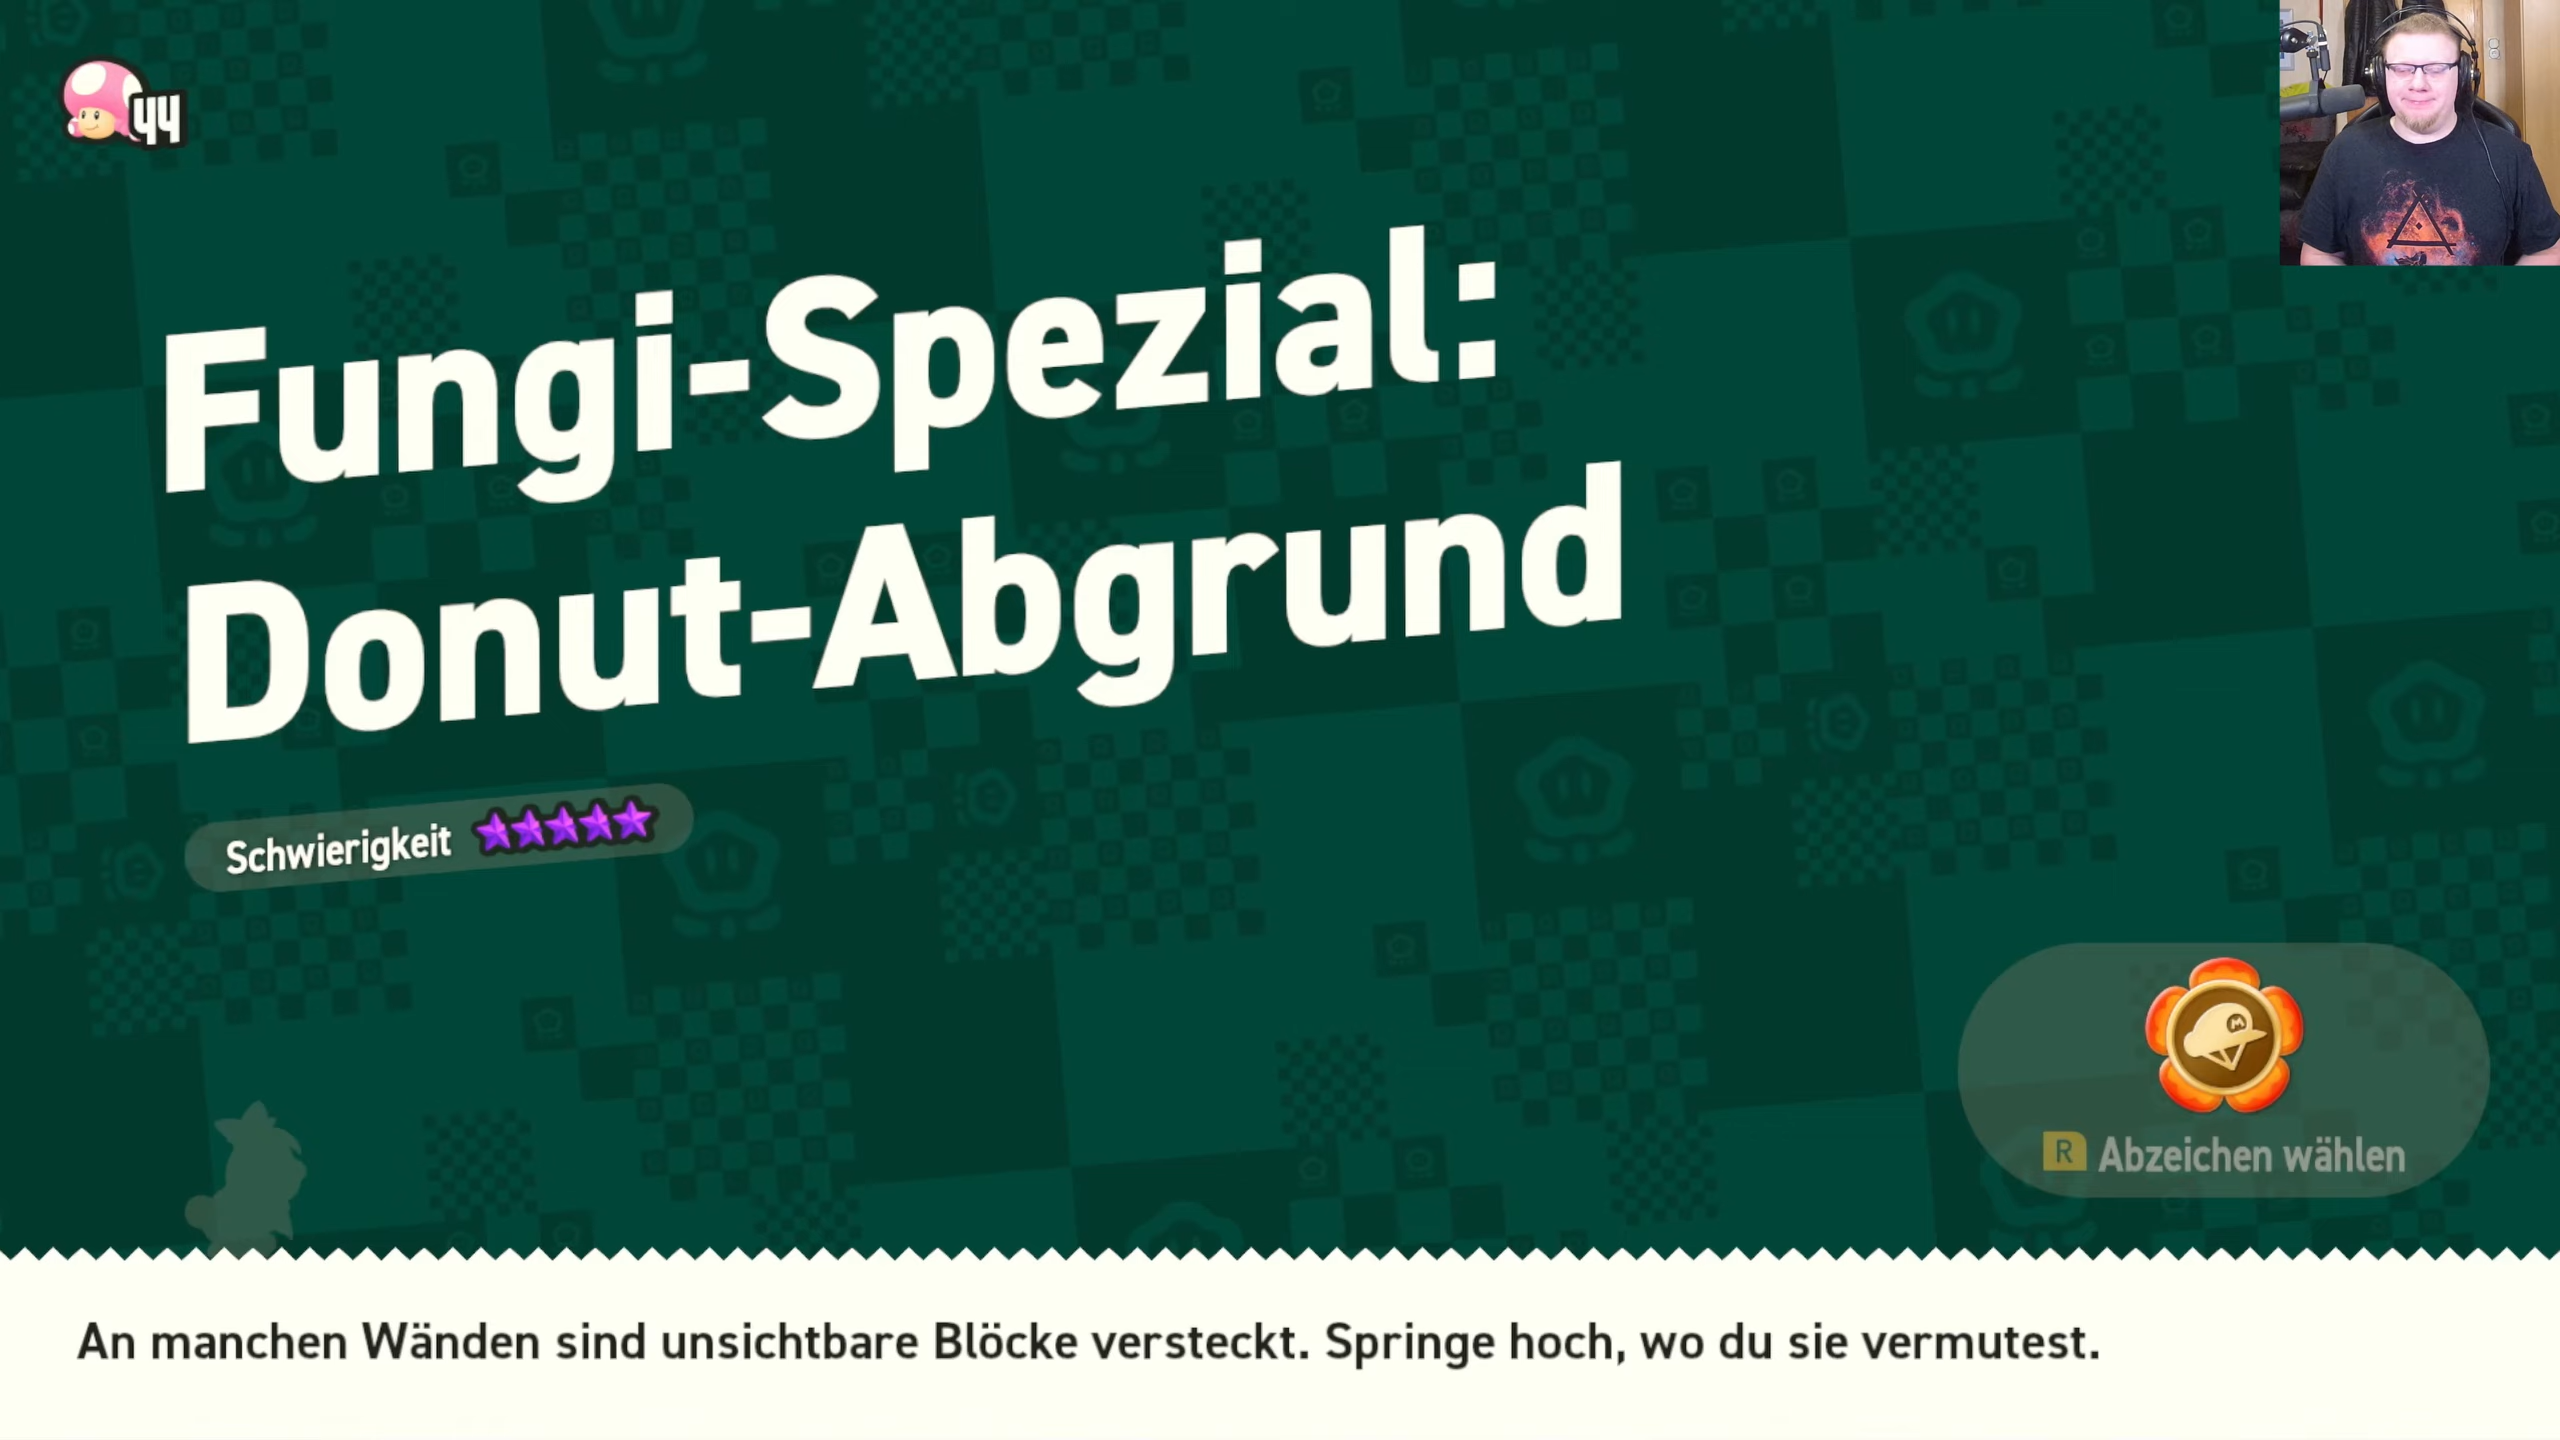 44
Fungi-Spezial:
Donut-Abgrund
Schwierigkeit
M
R Abzeichen wählen
An manchen Wänden sind unsichtbare Blöcke versteckt. Springe hoch, wo du sie vermutest.